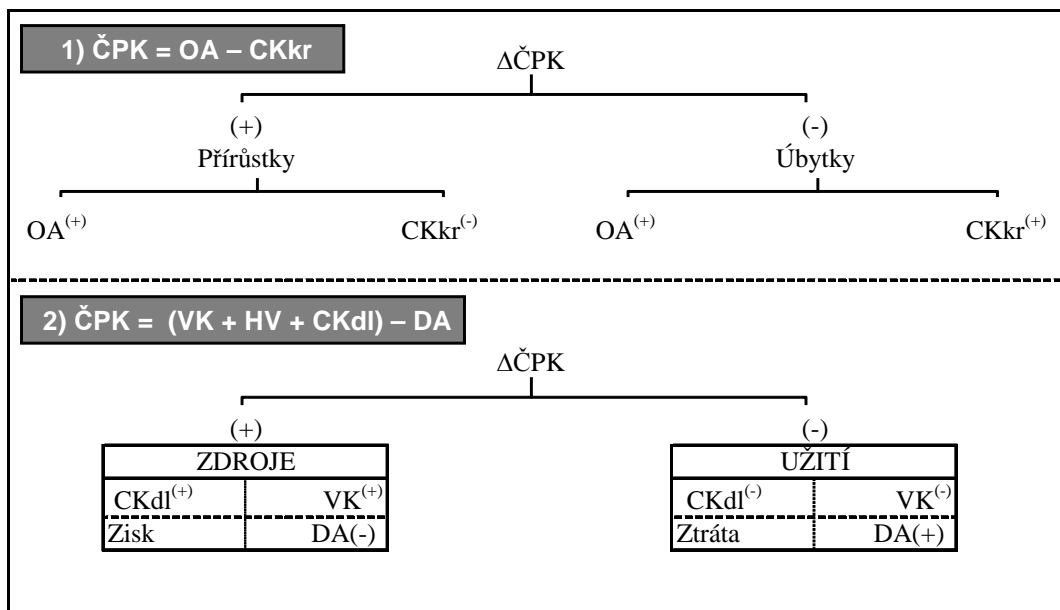 1) ČPK = OA – CKkr
ΔČPK
(+) (-)
Přírůstky Úbytky
OA(+) CKkr(-) OA(+) CKkr(+)
2) ČPK = (VK + HV + CKdl) – DA
ΔČPK
(+) (-)
ZDROJE UŽITÍ
CKdl(+) VK(+) CKdl(-) VK(-)
Zisk DA(-) Ztráta DA(+)